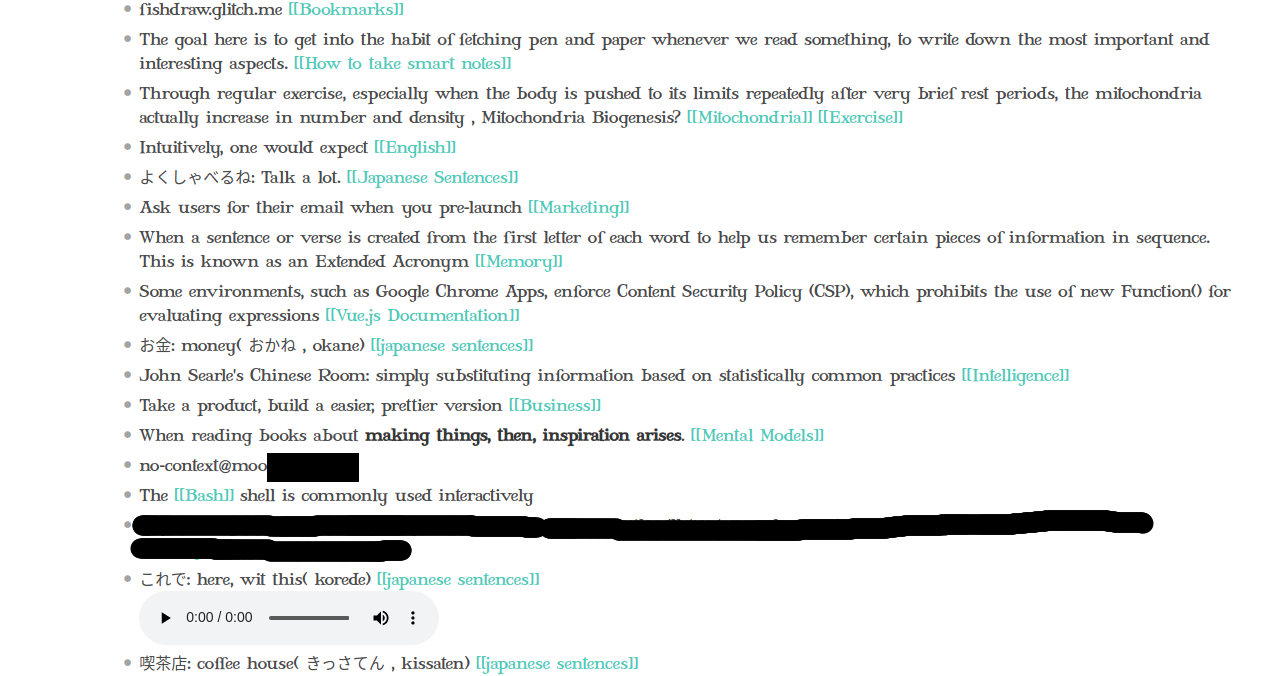 fishdraw.glitch.me [[Bookmarks]]
The goal here is to get into the habit of fetching pen and paper whenever we read something, to write down the most important and
interesting aspects. [[How to take smart notes]]
Through regular exercise, especially when the body is pushed to its limits repeatedly after very brief rest periods, the mitochondria
actually increase in number and density , Mitochondria Biogenesis? [[Mitochondria]] [[Exercise]]
Intuitively, one would expect [[English]]
よくしゃべるね: Talk a lot. [[Japanese Sentences]]
Ask users for their email when you pre-launch [[Marketing]]
When a sentence or verse is created from the first letter of each word to help us remember certain pieces of information in sequence.
This is known as an Extended Acronym [[Memory]]
Some environments, such as Google Chrome Apps, enforce Content Security Policy (CSP), which prohibits the use of new Function() for
evaluating expressions [[Vue.js Documentation]]
お金: money( おかね , okane) [[japanese sentences]]
John Searle's Chinese Room: simply substituting information based on statistically common practices [[Intelligence]]
Take a product, build a easier, prettier version [[Business]]
When reading books about making things, then, inspiration arises. [[Mental Models]]
no-context@moo
The [[Bash]] shell is commonly used interactively
これで: here, wit this( korede) [[japanese sentences]]
0:00 / 0:00
喫茶店: coffee house( きっさてん , kissaten) [[japanese sentences]]